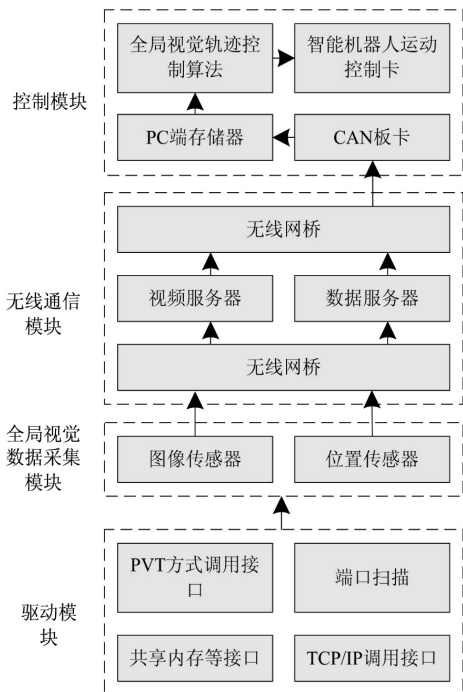 全局视觉轨迹控
制算法
智能机器人运动
控制卡
控制模块
PC端存储器
CAN板卡
无线网桥
无线通信
模块
视频服务器
数据服务器
无线网桥
全局视觉
数据采集
模块
图像传感器
位置传感器
PVT方式调用接
口
端口扫描
驱动模
块
共享内存等接口
TCP/IP调用接口